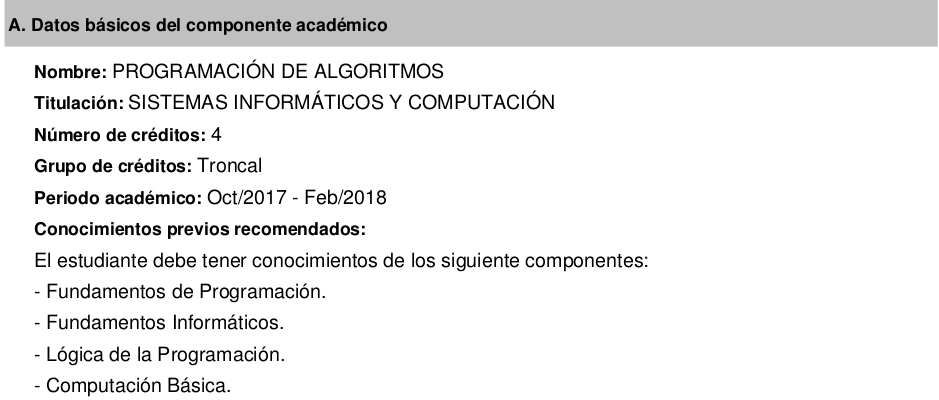 A. Datos básicos del componente académico
Nombre: PROGRAMACIÓN DE ALGORITMOS
Titulación: SISTEMAS INFORMÁTICOS Y COMPUTACIÓN
Número de créditos: 4
Grupo de créditos: Troncal
Periodo académico: Oct/2017 - Feb/2018
Conocimientos previos recomendados:
El estudiante debe tener conocimientos de los siguiente componentes:
- Fundamentos de Programación.
- Fundamentos Informáticos.
- Lógica de la Programación.
- Computación Básica.